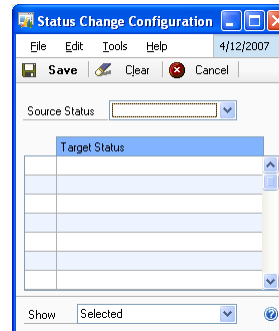 Status Change Configuration
File Edit Tools Help 4/12/2007
Save Clear Cancel
Source Status
Target Status
Show Selected